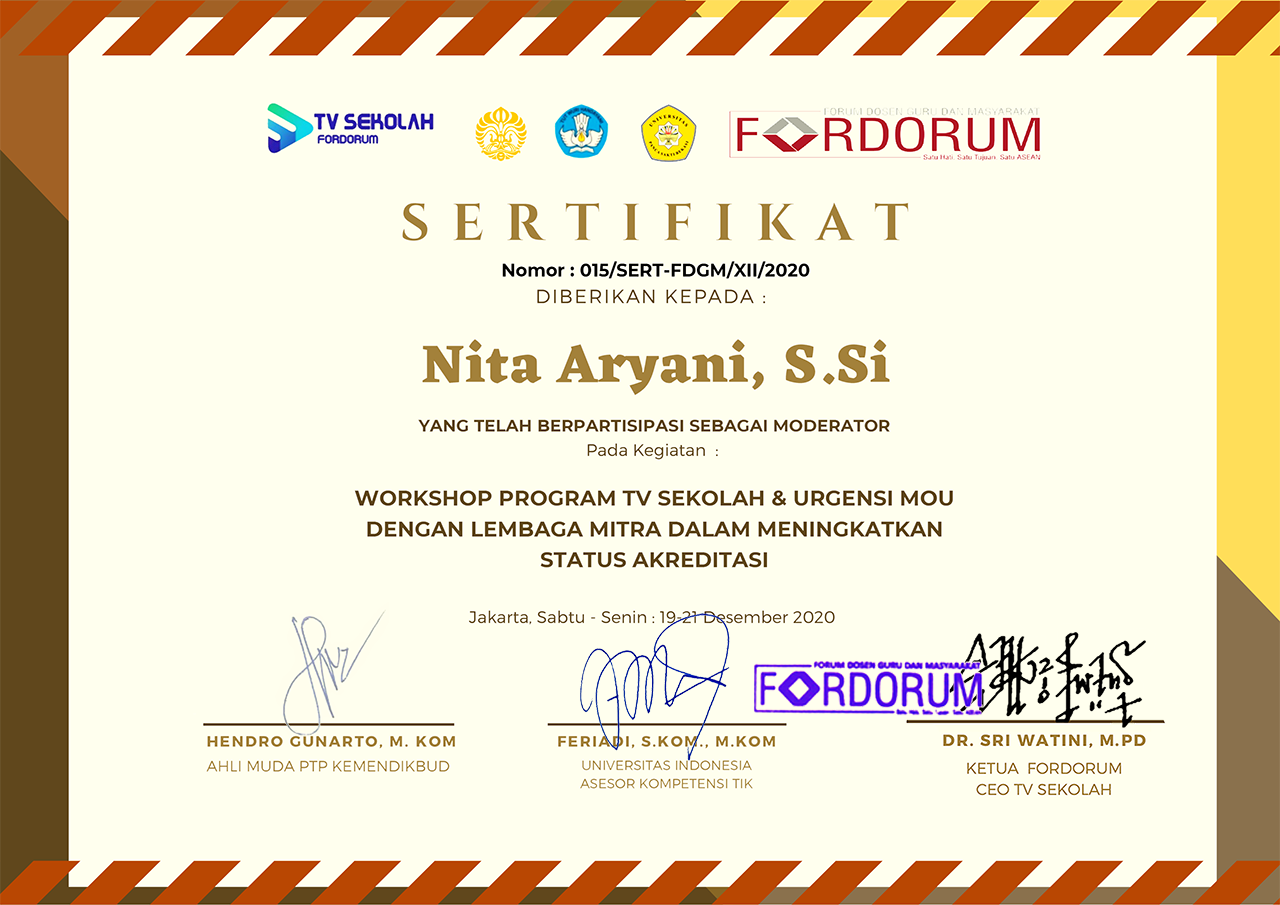 TV SEKOLAH
FORDORUM
UNIVERSITAS
FORUM DOSEN GURU DAN MASYARAKAT
FORDORUM
Satu Hati, Satu Tujuan, Satu ASEAN
SERTIFIKAT
Nomor : 015/SERT-FDGM/XII/2020
DIBERIKAN KEPADA :
Nita Aryani, S.Si
YANG TELAH BERPARTISIPASI SEBAGAI MODERATOR
Pada Kegiatan :
WORKSHOP PROGRAM TV SEKOLAH & URGENSI MOU
DENGAN LEMBAGA MITRA DALAM MENINGKATKAN
STATUS AKREDITASI
Jakarta, Sabtu - Senin : 19-21 Desember 2020
FORUM DOSEN GURU DAN MASYARAKAT
FORDORUM
HENDRO GUNARTO, M. KOM
AHLI MUDA PTP KEMENDIKBUD
FERIADI, S.KOM., M.KOM
UNIVERSITAS INDONESIA
ASESOR KOMPETENSI TIK
DR. SRI WATINI, M.PD
KETUA FORDORUM
CEO TV SEKOLAH